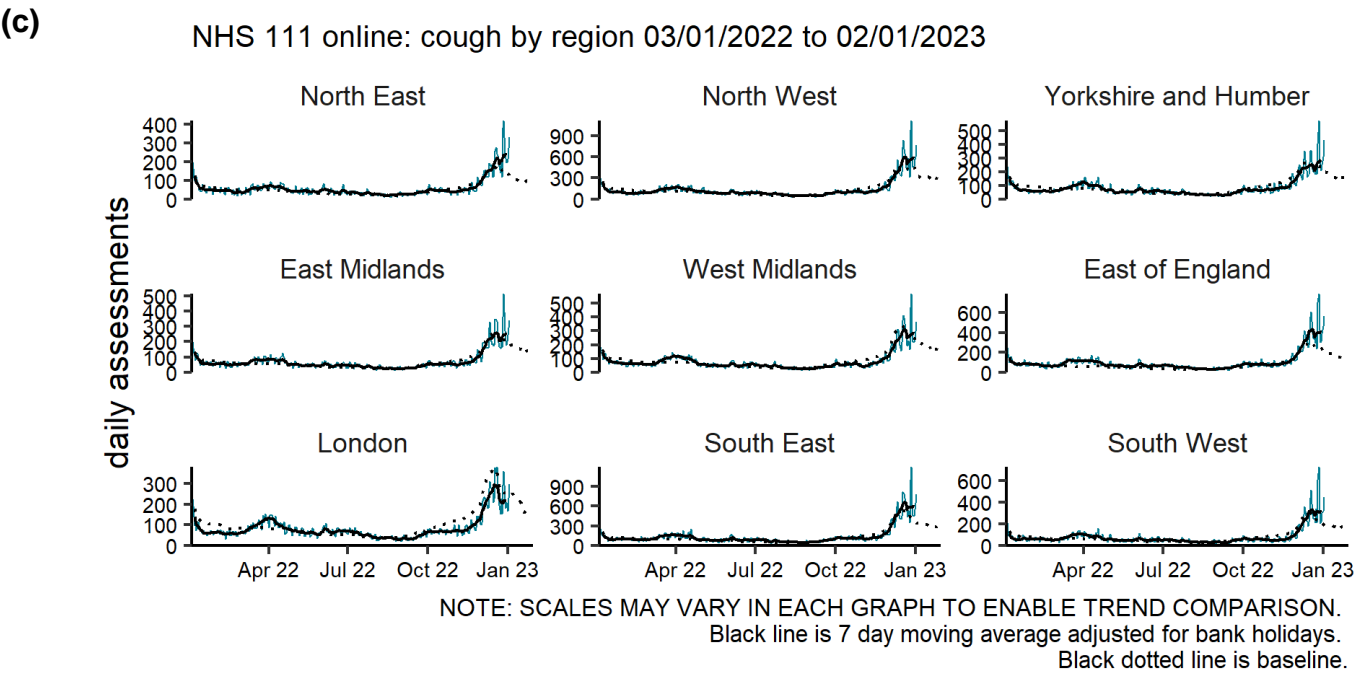 (c)
NHS 111 online: cough by region 03/01/2022 to 02/01/2023
daily assessments
North East
400
300
200
100
0
North West
900
600
300
0
Yorkshire and Humber
500
400
300
200
100
0
East Midlands
500
400
300
200
100
0
West Midlands
500
400
300
200
100
0
East of England
600
400
200
0
London
300
200
100
0
Apr 22 Jul 22 Oct 22 Jan 23
South East
900
600
300
0
Apr 22 Jul 22 Oct 22 Jan 23
South West
600
400
200
0
Apr 22 Jul 22 Oct 22 Jan 23
NOTE: SCALES MAY VARY IN EACH GRAPH TO ENABLE TREND COMPARISON.
Black line is 7 day moving average adjusted for bank holidays.
Black dotted line is baseline.